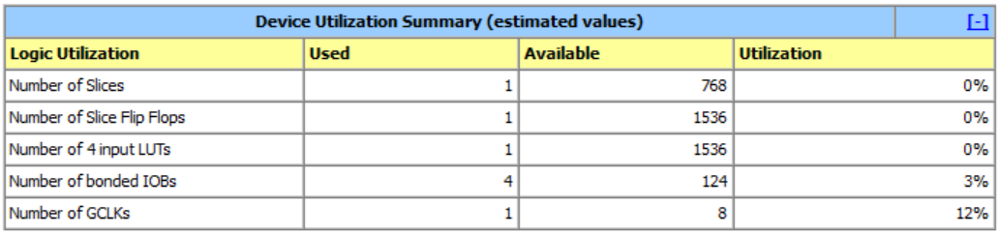 Device Utilization Summary (estimated values) [-]
Logic Utilization Used Available Utilization
Number of Slices 1 768 0%
Number of Slice Flip Flops 1 1536 0%
Number of 4 input LUTs 1 1536 0%
Number of bonded IOBs 4 124 3%
Number of GCLKs 1 8 12%